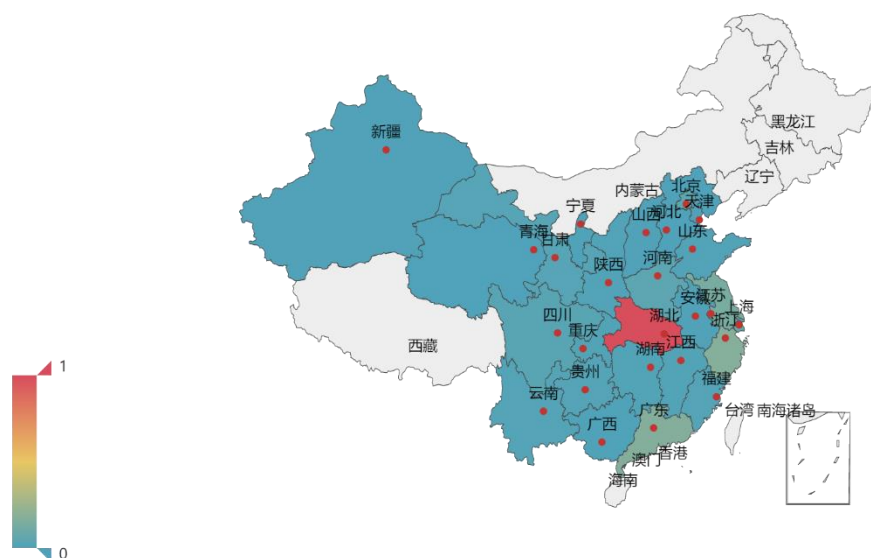 黑龙江
吉林
辽宁
新疆
内蒙古
北京
天津
宁夏
山西
河北
山东
青海
甘肃
陕西
河南
四川
重庆
湖北
安徽
江苏
上海
浙江
西藏
湖南
江西
贵州
云南
福建
广西
广东
台湾
南海诸岛
澳门
香港
海南
1
0